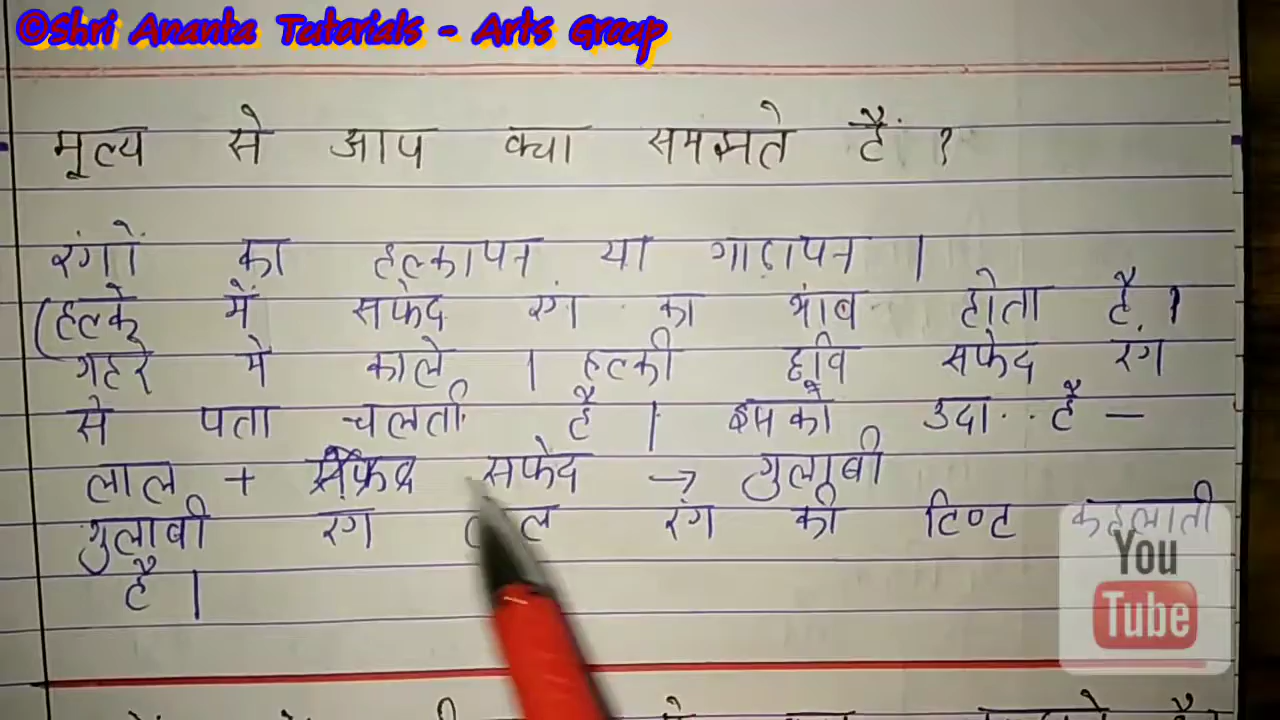 ©Shri Ananta Tutorials - Arts Group
मूल्य से आप क्या समझते हैं ?
रंगों का हल्कापन या गाढ़ापन |
(हल्के में सफेद रंग का भाव होता है |
गहरे मे काले | हल्की छवि सफेद रंग
से पता चलती है | इसको उदा.. है –
लाल + सफेद → गुलाबी
गुलाबी रंग लाल रंग की टिण्ट कहलाती
है |
You
Tube